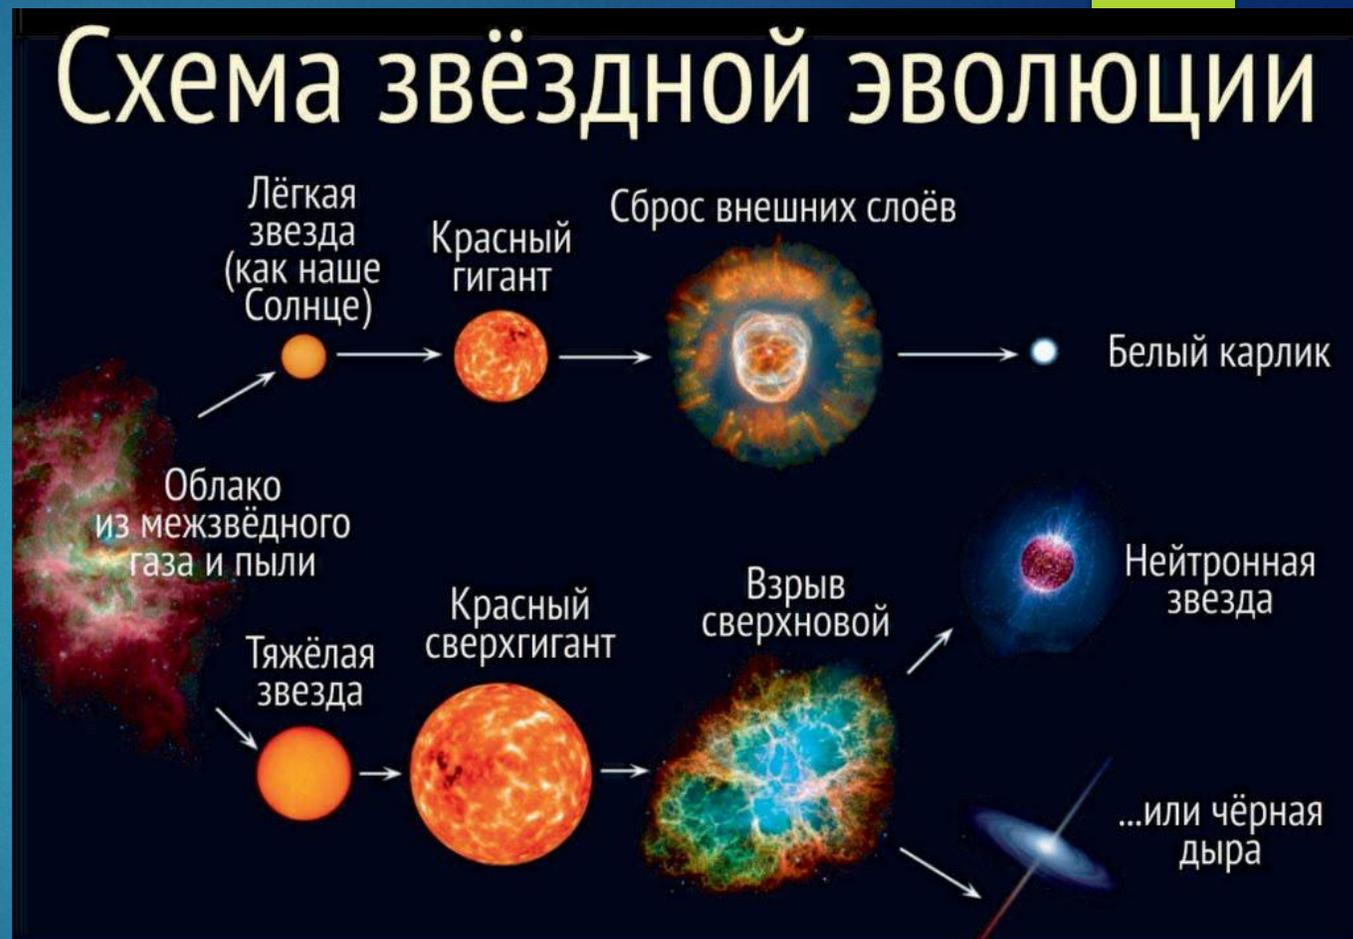 Схема звёздной эволюции
Лёгкая
звезда
(как наше
Солнце)
Красный
гигант
Сброс внешних слоёв
Белый карлик
Облако
из межзвёдного
газа и пыли
Тяжёлая
звезда
Красный
сверхгигант
Взрыв
сверхновой
Нейтронная
звезда
...или чёрная
дыра